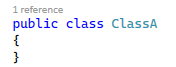 1 reference
public class ClassA
{
}